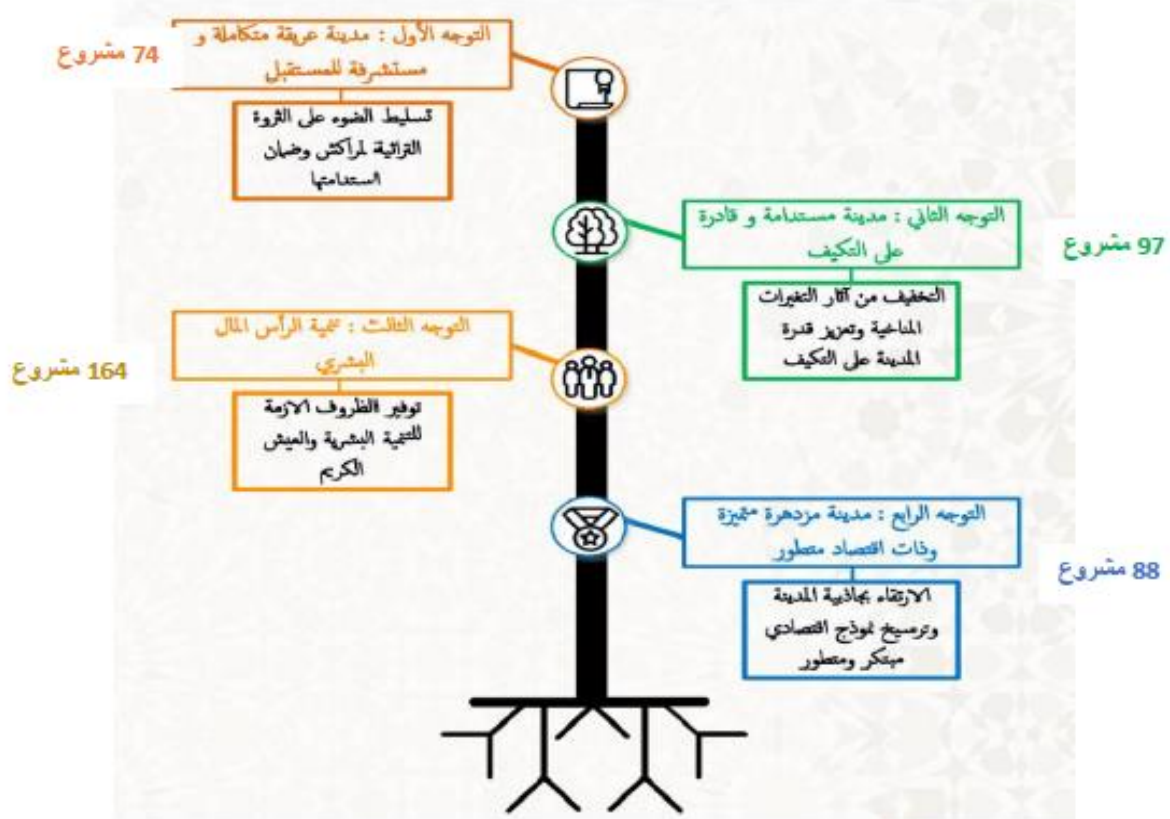 74 مشروع
التوجه الأول : مدينة عريقة متكاملة و
مستشرفة للمستقبل
تسليط الضوء على الثروة
التراثية لمراكش وضمان
استدامتها
التوجه الثاني : مدينة مستدامة و قادرة
على التكيف
97 مشروع
التخفيف من آثار التغيرات
المناخية وتعزيز قدرة
المدينة على التكيف
التوجه الثالث : تنمية الرأس المال
البشري
164 مشروع
توفير الظروف الازمة
للتنمية البشرية والعيش
الكريم
التوجه الرابع : مدينة مزدهرة متميزة
وذات اقتصاد متطور
88 مشروع
الارتقاء بجاذبية المدينة
وترسيخ نموذج اقتصادي
مبتكر ومتطور